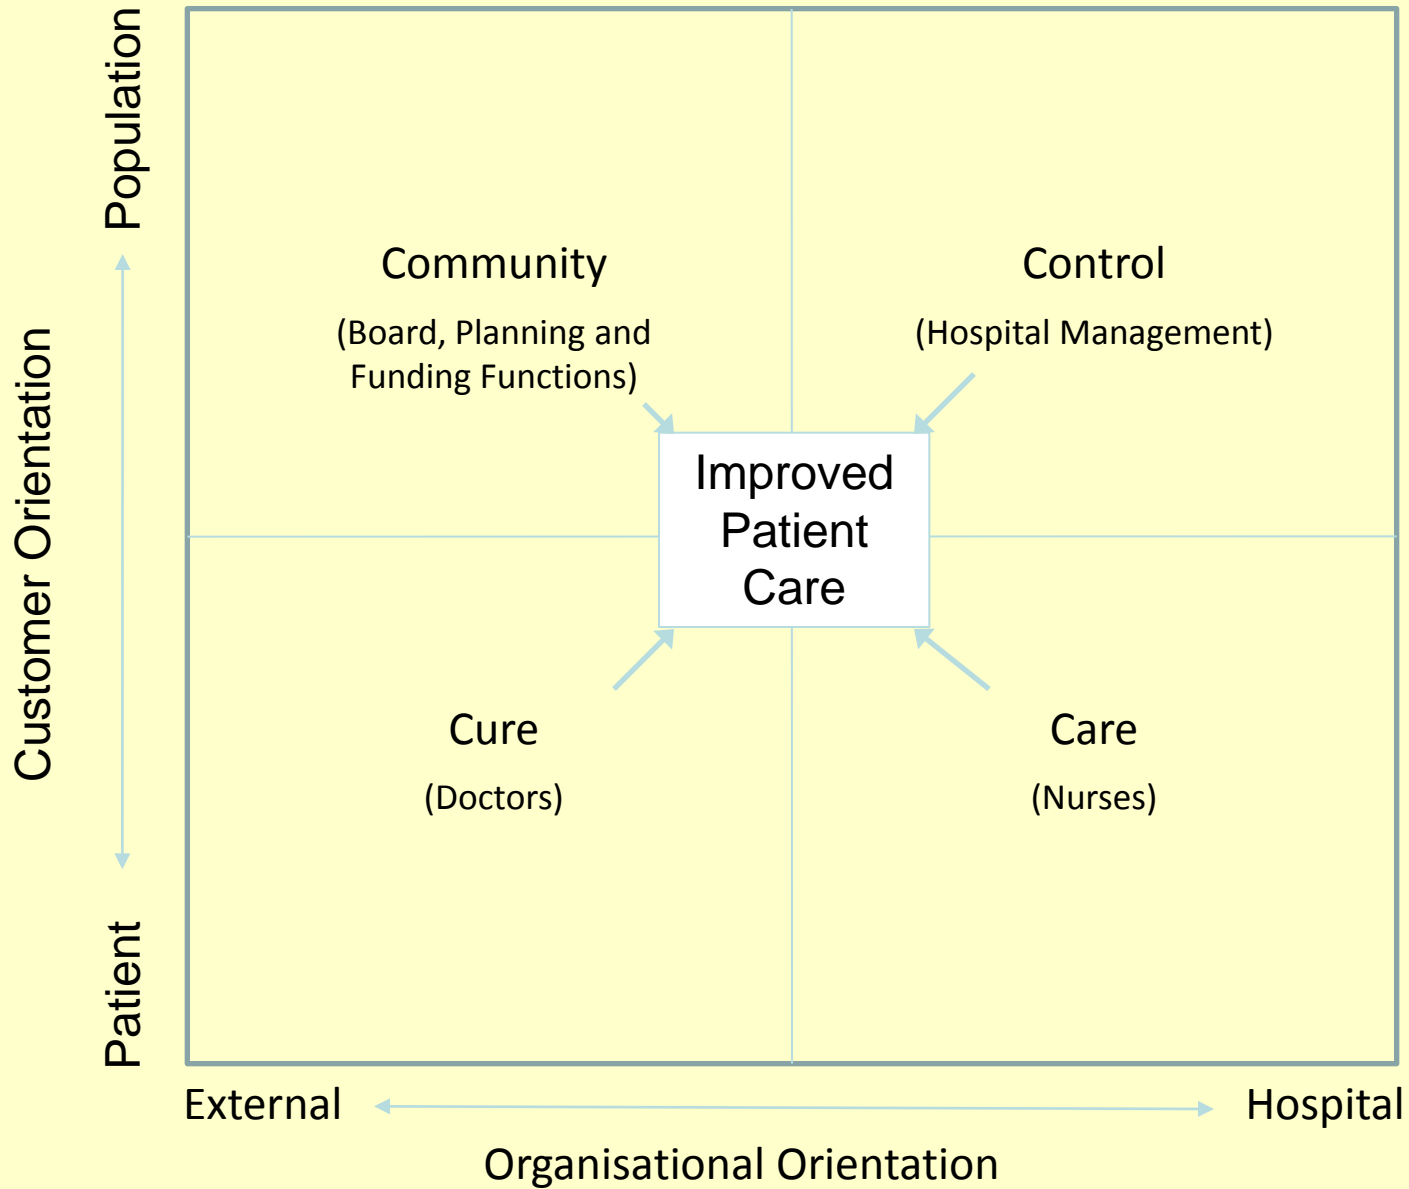 Population
Customer Orientation
Patient
Community
(Board, Planning and
Funding Functions)
Control
(Hospital Management)
Improved
Patient
Care
Cure
(Doctors)
Care
(Nurses)
External
Hospital
Organisational Orientation